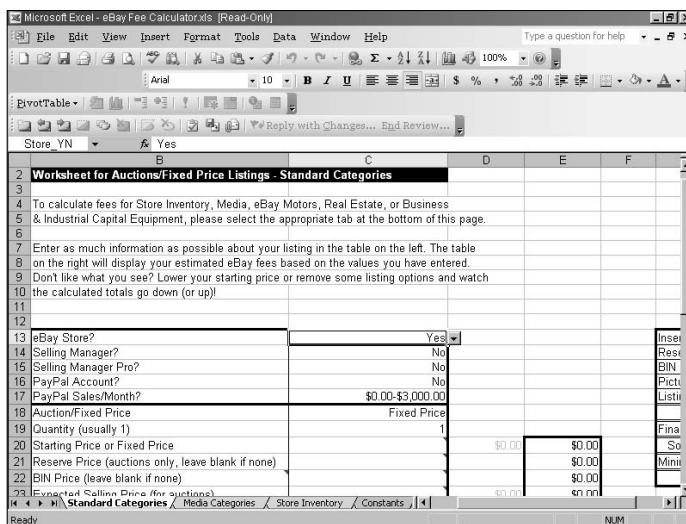 Microsoft Excel - eBay Fee Calculator.xls [Read-Only]
File Edit View Insert Format Tools Data Window Help Type a question for help
100%
Arial 10 B I U $ % ,
PivotTable
Reply with Changes... End Review...
Store_YN fx Yes
B C D E F
2 Worksheet for Auctions/Fixed Price Listings - Standard Categories
3
4 To calculate fees for Store Inventory, Media, eBay Motors, Real Estate, or Business
5 & Industrial Capital Equipment, please select the appropriate tab at the bottom of this page.
6
7 Enter as much information as possible about your listing in the table on the left. The table
8 on the right will display your estimated eBay fees based on the values you have entered.
9 Don't like what you see? Lower your starting price or remove some listing options and watch
10 the calculated totals go down (or up)!
11
12
13 eBay Store? Yes Inser
14 Selling Manager? No Rese
15 Selling Manager Pro? No BIN
16 PayPal Account? No Pictu
17 PayPal Sales/Month? $0.00-$3,000.00 Listin
18 Auction/Fixed Price Fixed Price
19 Quantity (usually 1) 1 Fina
20 Starting Price or Fixed Price $0.00 $0.00 So
21 Reserve Price (auctions only, leave blank if none) $0.00 Mini
22 BIN Price (leave blank if none) $0.00
23 Expected Selling Price (for auctions) $0.00 $0.00
Standard Categories Media Categories Store Inventory Constants
Ready NUM